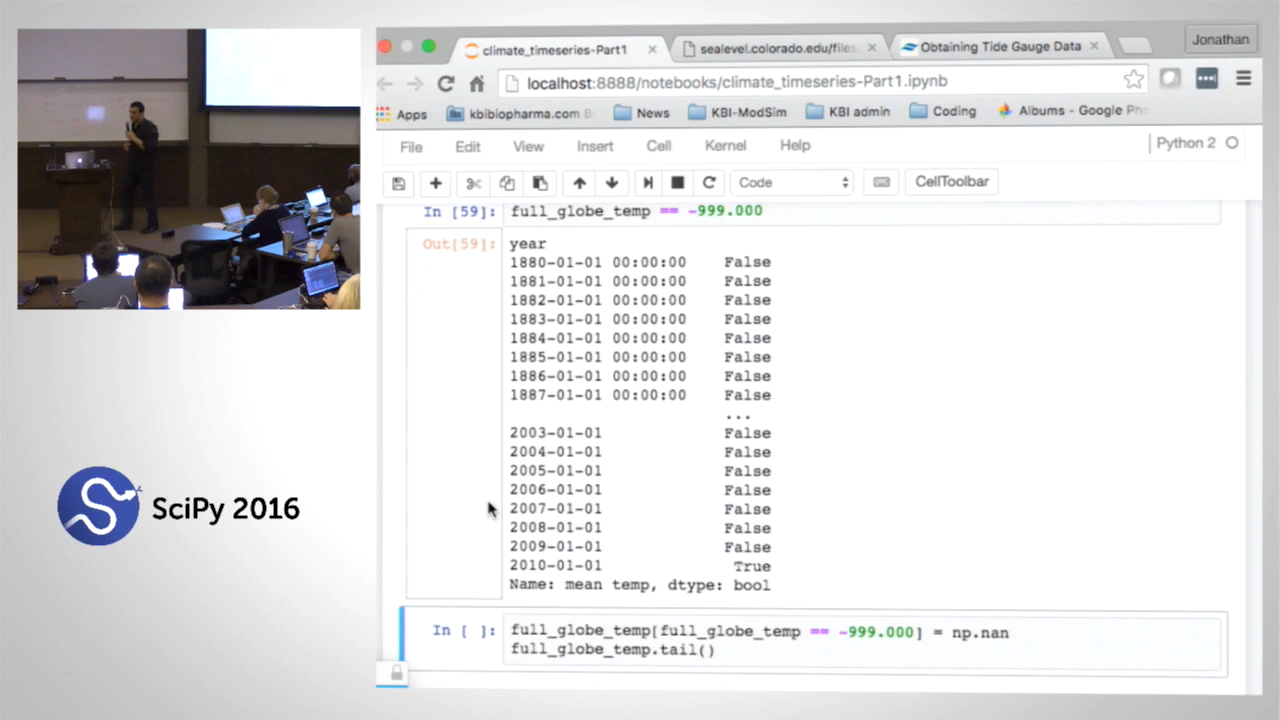 climate_timeseries-Part1
sealevel.colorado.edu/files
Obtaining Tide Gauge Data
Jonathan
localhost:8888/notebooks/climate_timeseries-Part1.ipynb
Apps
kbibiopharma.com
News
KBI-ModSim
KBI admin
Coding
Albums - Google Pho
File Edit View Insert Cell Kernel Help
Python 2
Code
CellToolbar
In [59]: full_globe_temp == -999.000
Out[59]: year
1880-01-01 00:00:00 False
1881-01-01 00:00:00 False
1882-01-01 00:00:00 False
1883-01-01 00:00:00 False
1884-01-01 00:00:00 False
1885-01-01 00:00:00 False
1886-01-01 00:00:00 False
1887-01-01 00:00:00 False
...
2003-01-01 False
2004-01-01 False
2005-01-01 False
2006-01-01 False
2007-01-01 False
2008-01-01 False
2009-01-01 False
2010-01-01 True
Name: mean temp, dtype: bool
In [ ]: full_globe_temp[full_globe_temp == -999.000] = np.nan
full_globe_temp.tail()
SciPy 2016